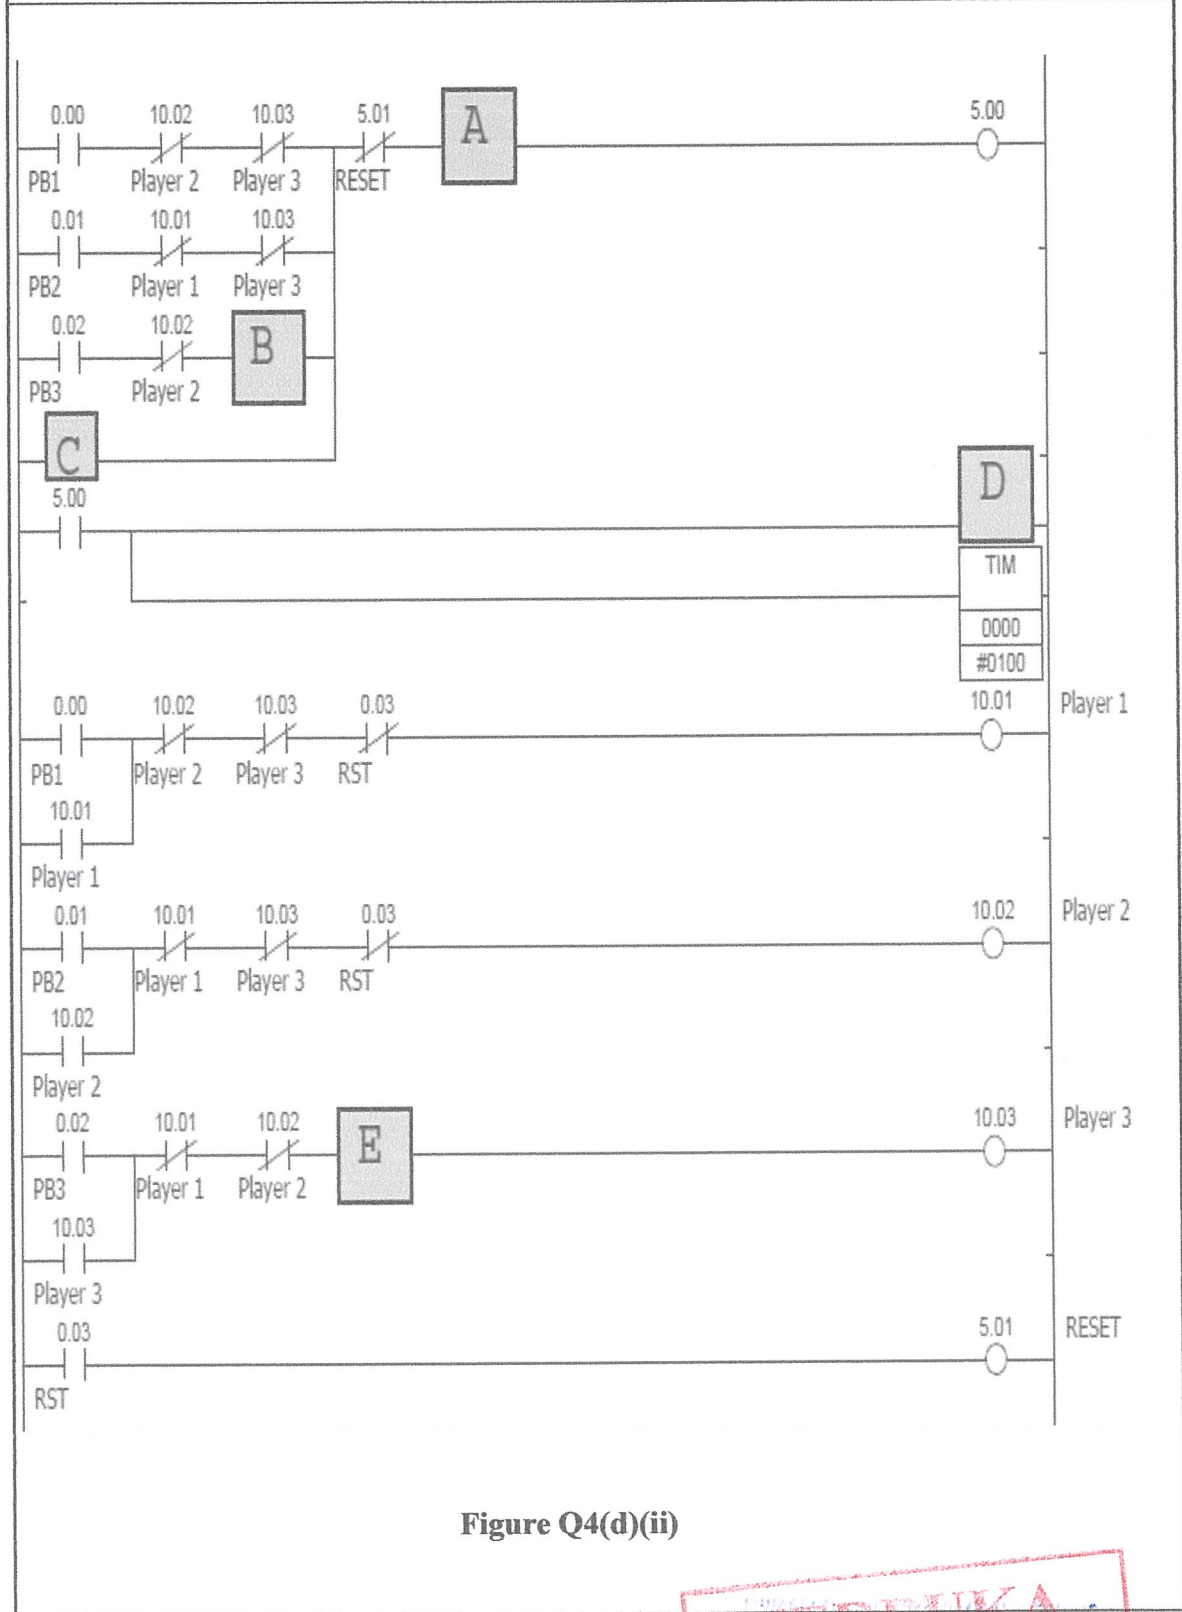 0.00 10.02 10.03 5.01 A 5.00
PB1 Player 2 Player 3 RESET
0.01 10.01 10.03
PB2 Player 1 Player 3
0.02 10.02 B
PB3 Player 2
C D
5.00
TIM
0000
#0100
0.00 10.02 10.03 0.03 10.01 Player 1
PB1 Player 2 Player 3 RST
10.01
Player 1
0.01 10.01 10.03 0.03 10.02 Player 2
PB2 Player 1 Player 3 RST
10.02
Player 2
0.02 10.01 10.02 E 10.03 Player 3
PB3 Player 1 Player 2
10.03
Player 3
0.03 5.01 RESET
RST
Figure Q4(d)(ii)